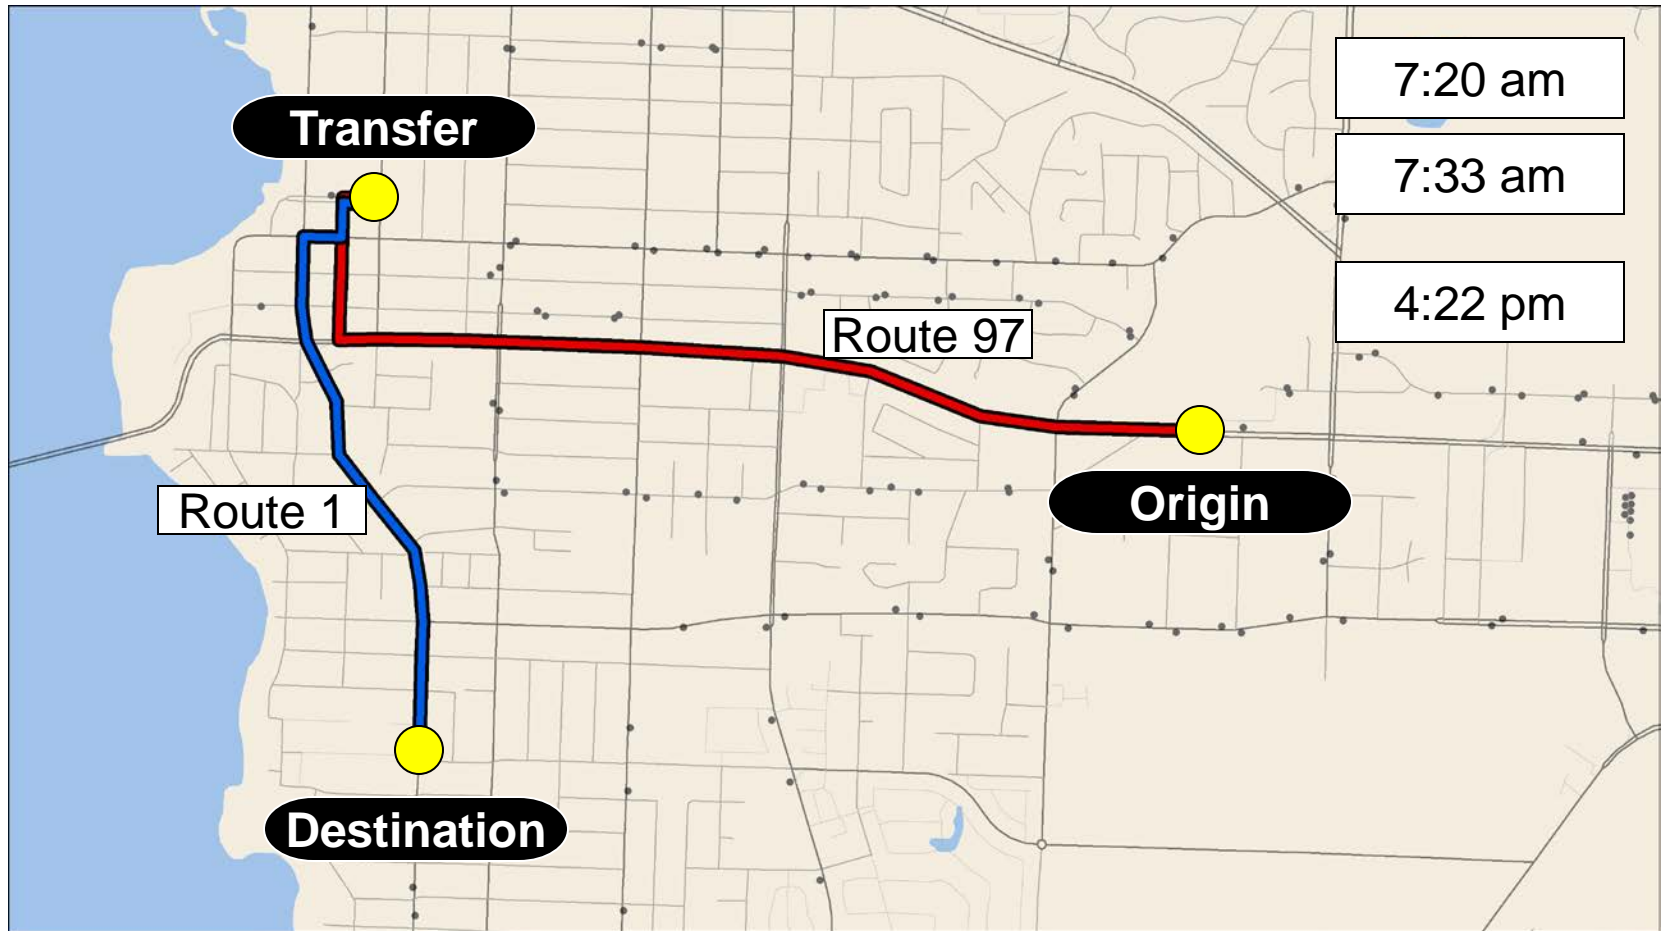 7:20 am
Transfer
7:33 am
4:22 pm
Route 97
Origin
Route 1
Destination